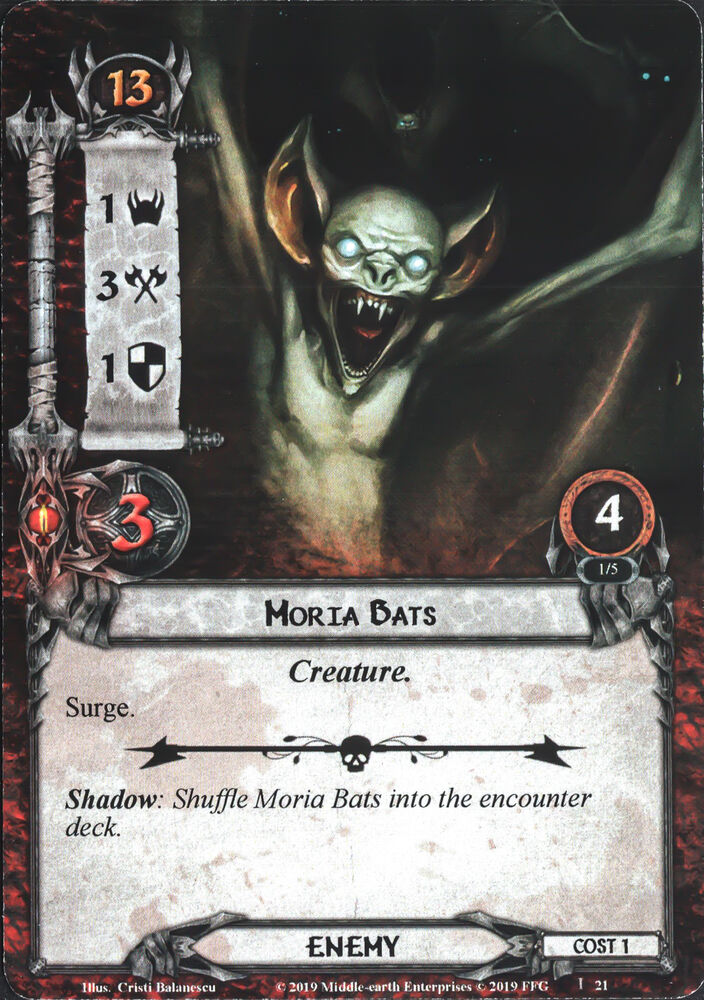 13
1
3
1
3
4
1/5
Moria Bats
Creature.
Surge.
Shadow: Shuffle Moria Bats into the encounter
deck.
ENEMY
COST 1
Illus. Cristi Balanescu
© 2019 Middle-earth Enterprises © 2019 FFG
I 21